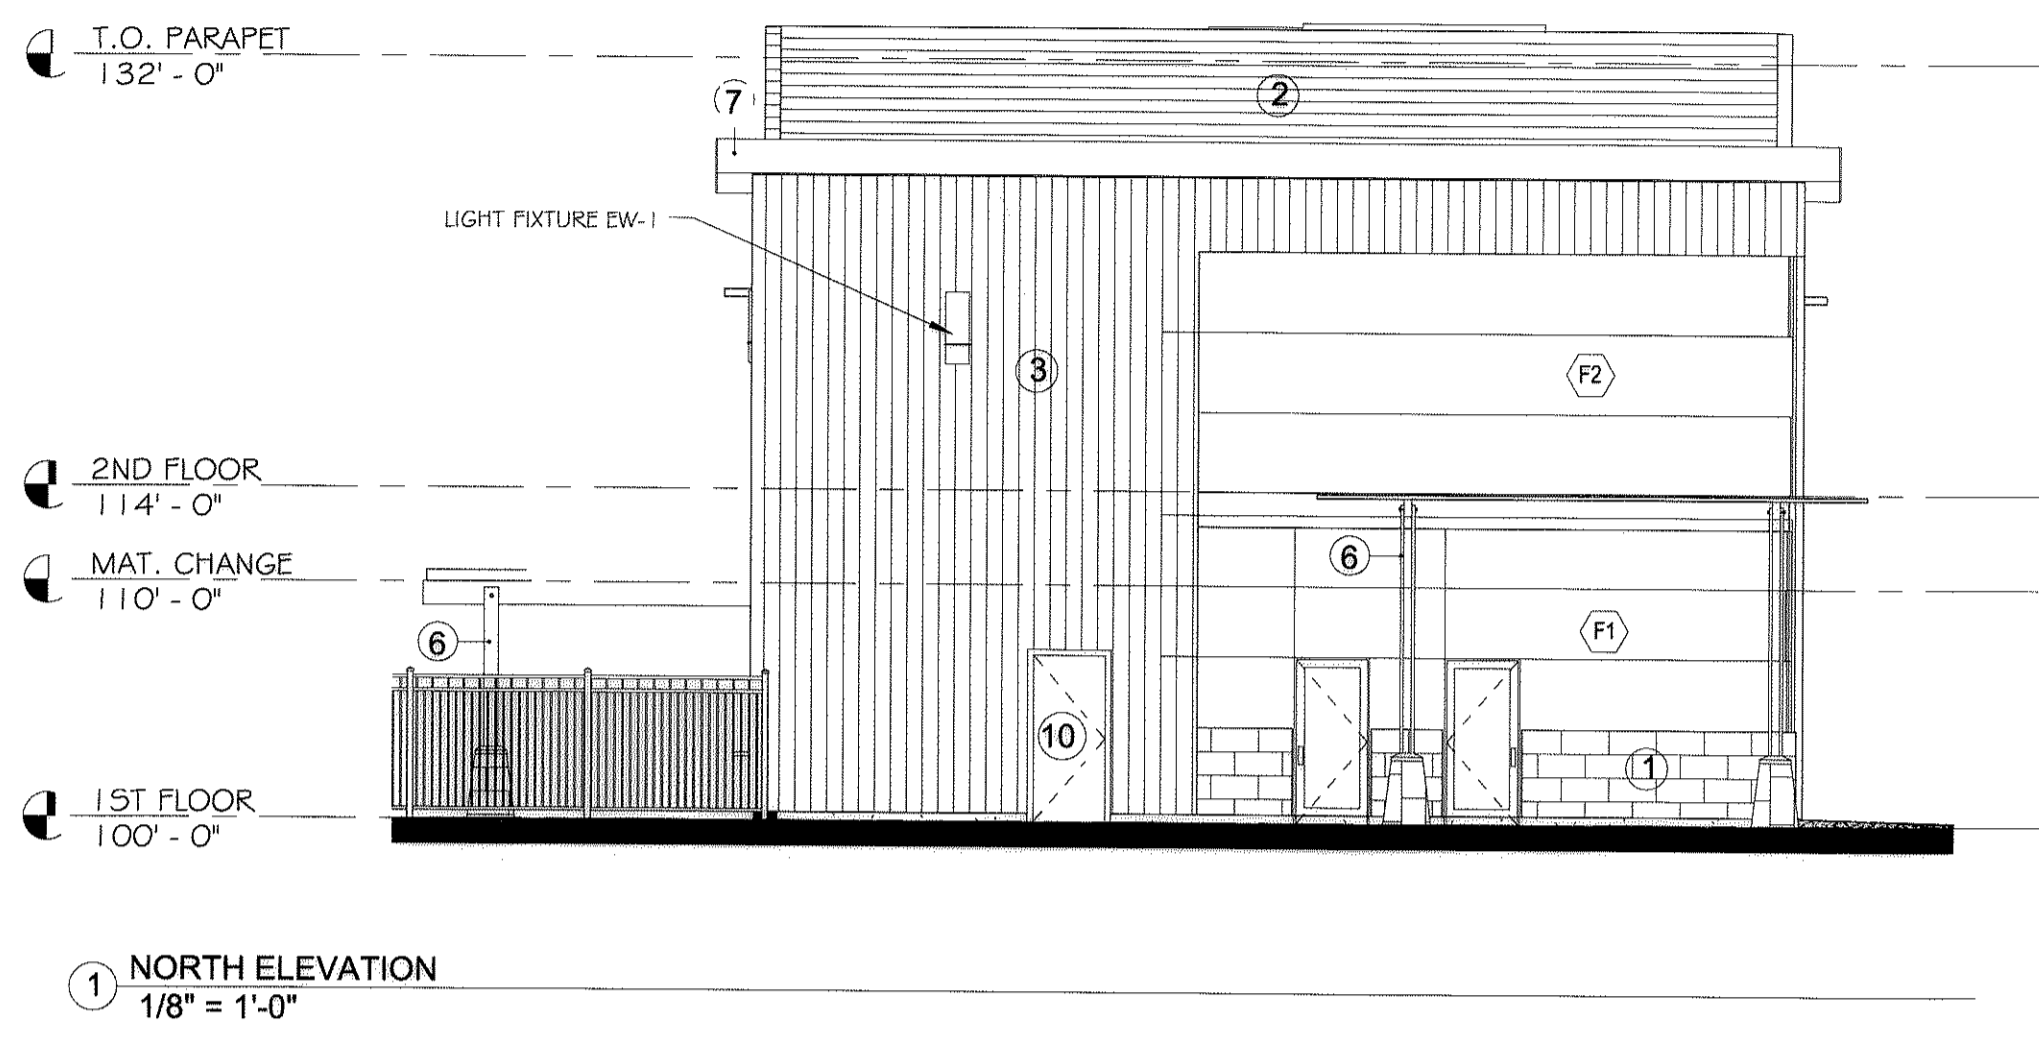 T.O. PARAPET
132' - 0"
7
2
LIGHT FIXTURE EW-1
3
F2
2ND FLOOR
114' - 0"
6
MAT. CHANGE
110' - 0"
6
F1
10
1
1ST FLOOR
100' - 0"
1 NORTH ELEVATION
1/8" = 1'-0"